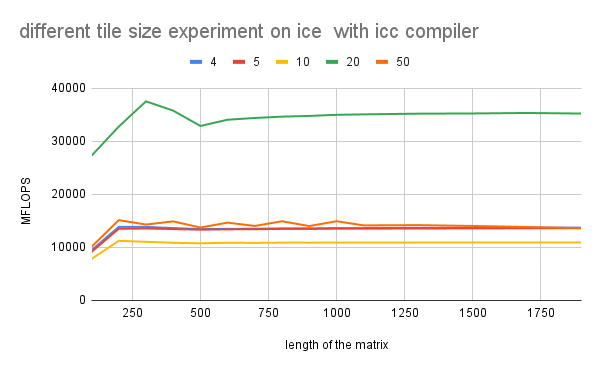 different tile size experiment on ice  with icc compiler
4 5 10 20 50
40000
30000
20000
10000
0
MFLOPS
250 500 750 1000 1250 1500 1750
length of the matrix